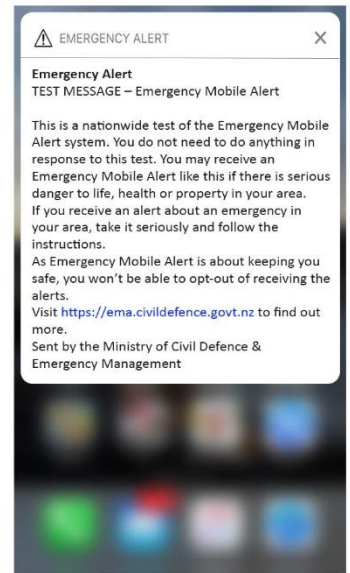 EMERGENCY ALERT
Emergency Alert
TEST MESSAGE – Emergency Mobile Alert
This is a nationwide test of the Emergency Mobile
Alert system. You do not need to do anything in
response to this test. You may receive an
Emergency Mobile Alert like this if there is serious
danger to life, health or property in your area.
If you receive an alert about an emergency in
your area, take it seriously and follow the
instructions.
As Emergency Mobile Alert is about keeping you
safe, you won’t be able to opt-out of receiving the
alerts.
Visit https://ema.civildefence.govt.nz to find out
more.
Sent by the Ministry of Civil Defence &
Emergency Management